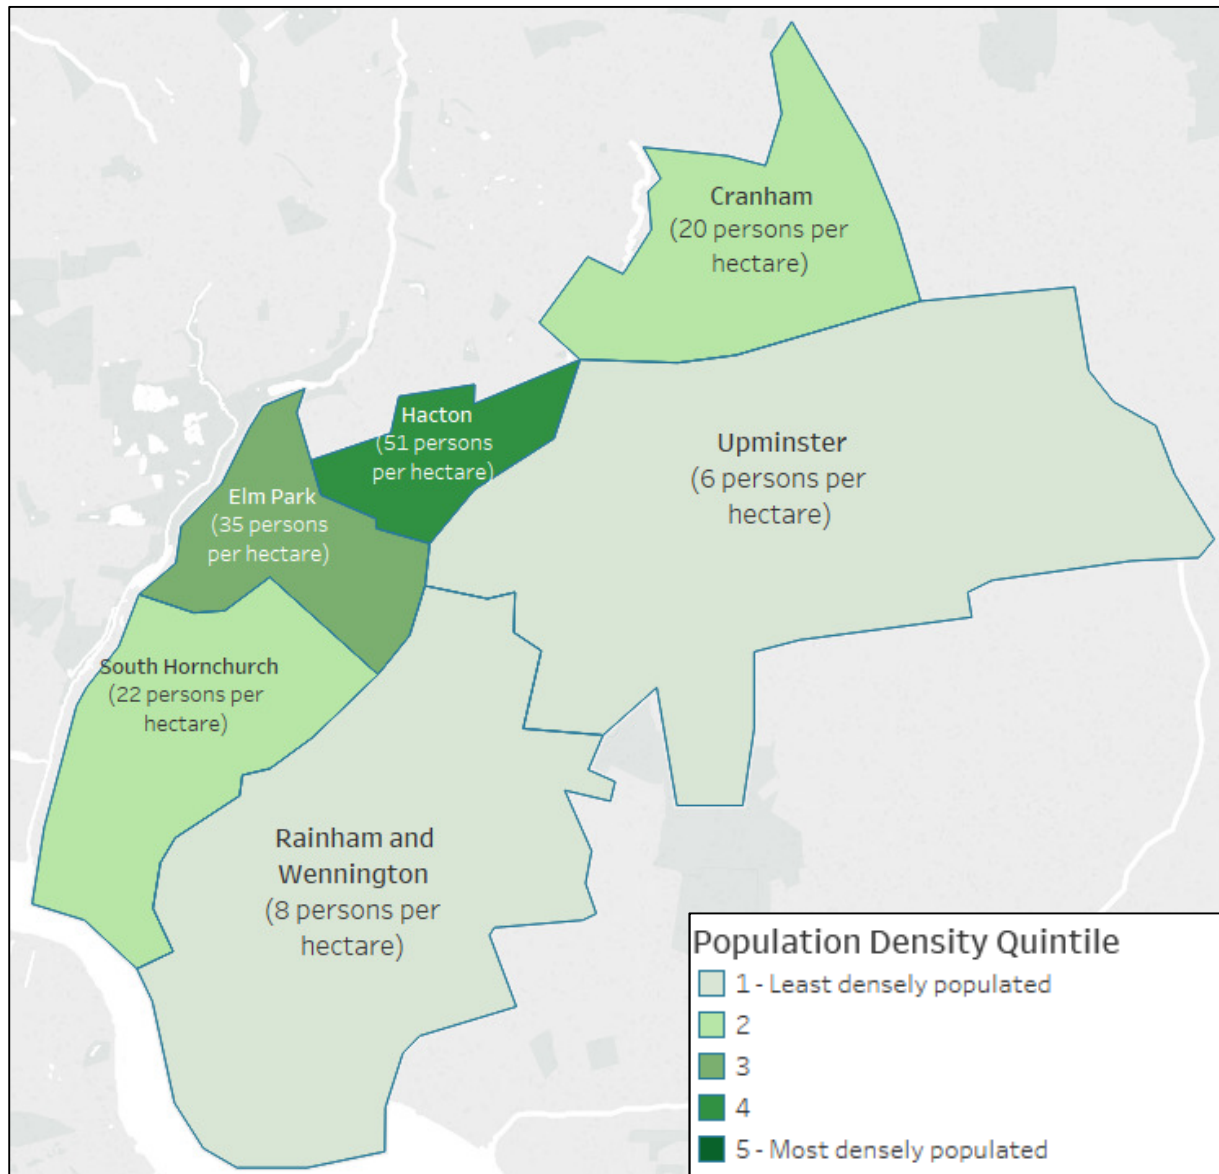 Cranham
(20 persons per
hectare)
Hacton
(51 persons
per hectare)
Upminster
(6 persons per
hectare)
Elm Park
(35 persons
per hectare)
South Hornchurch
(22 persons per
hectare)
Rainham and
Wennington
(8 persons per
hectare)
Population Density Quintile
1 - Least densely populated
2
3
4
5 - Most densely populated